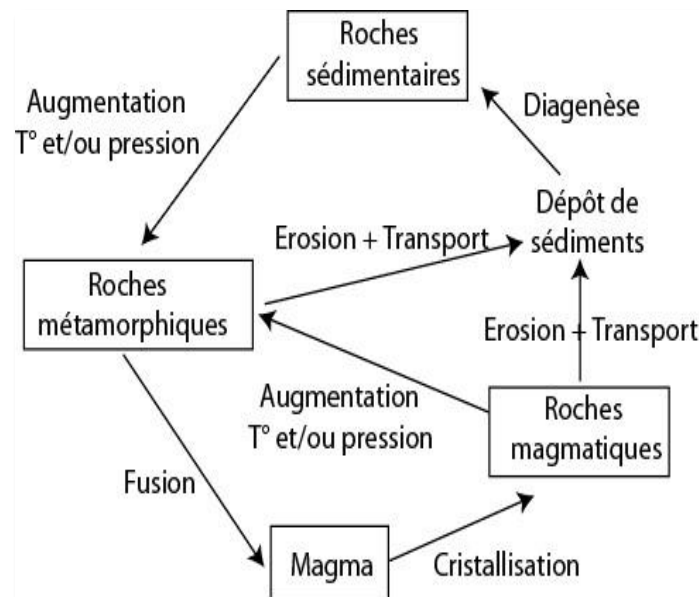 Roches
sédimentaires
Augmentation
T° et/ou pression
Diagenèse
Dépôt de
sédiments
Erosion + Transport
Roches
métamorphiques
Erosion + Transport
Augmentation
T° et/ou pression
Roches
magmatiques
Fusion
Magma
Cristallisation